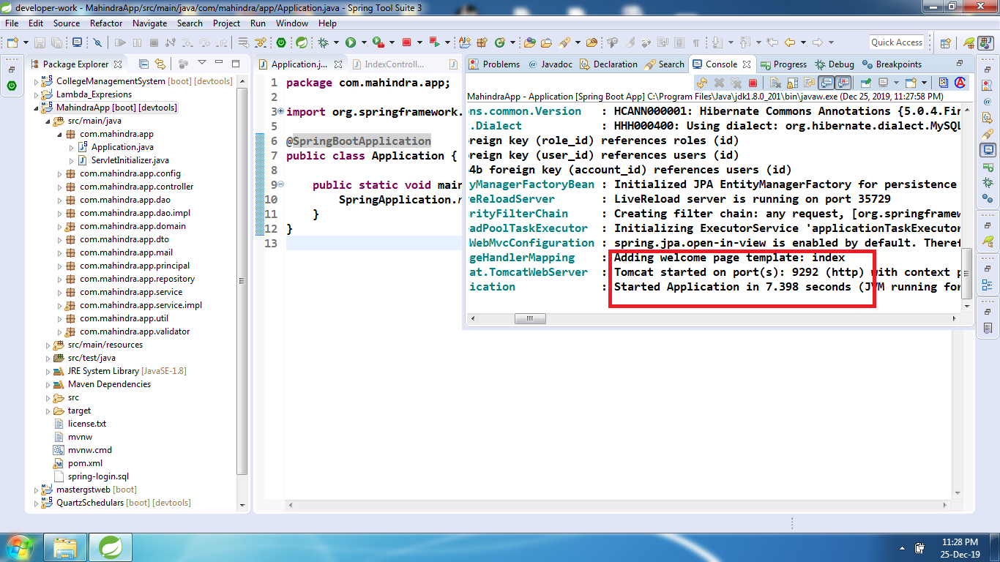 developer-work - MahindraApp/src/main/java/com/mahindra/app/Application.java - Spring Tool Suite 3
File Edit Source Refactor Navigate Search Project Run Window Help
Quick Access
Package Explorer
CollegeManagementSystem [boot] [devtools]
Lambda_Expresions
MahindraApp [boot] [devtools]
src/main/java
com.mahindra.app
Application.java
ServletInitializer.java
com.mahindra.app.config
com.mahindra.app.controller
com.mahindra.app.dao
com.mahindra.app.dao.impl
com.mahindra.app.domain
com.mahindra.app.dto
com.mahindra.app.mail
com.mahindra.app.principal
com.mahindra.app.repository
com.mahindra.app.service
com.mahindra.app.service.impl
com.mahindra.app.util
com.mahindra.app.validator
src/main/resources
src/test/java
JRE System Library [JavaSE-1.8]
Maven Dependencies
src
target
license.txt
mvnw
mvnw.cmd
pom.xml
spring-login.sql
mastergstweb [boot]
QuartzSchedulars [boot] [devtools]
Application.j... IndexControll...
1 package com.mahindra.app;
2
3 import org.springframework.
5
6 @SpringBootApplication
7 public class Application {
8
9 public static void main
10 SpringApplication.r
11 }
12 }
13
Problems @ Javadoc Declaration Search Console Progress Debug Breakpoints
MahindraApp - Application [Spring Boot App] C:\Program Files\Java\jdk1.8.0_201\bin\javaw.exe (Dec 25, 2019, 11:27:58 PM)
ons.common.Version : HCANN000001: Hibernate Commons Annotations {5.0.4.Fin
t.Dialect : HHH000400: Using dialect: org.hibernate.dialect.MySQL
oreign key (role_id) references roles (id)
oreign key (user_id) references users (id)
b4b foreign key (account_id) references users (id)
yManagerFactoryBean : Initialized JPA EntityManagerFactory for persistence
veReloadServer : LiveReload server is running on port 35729
urityFilterChain : Creating filter chain: any request, [org.springframew
eadPoolTaskExecutor : Initializing ExecutorService 'applicationTaskExecutor
WebMvcConfiguration : spring.jpa.open-in-view is enabled by default. Theref
geHandlerMapping : Adding welcome page template: index
cat.TomcatWebServer : Tomcat started on port(s): 9292 (http) with context p
lication : Started Application in 7.398 seconds (JVM running for
11:28 PM
25-Dec-19